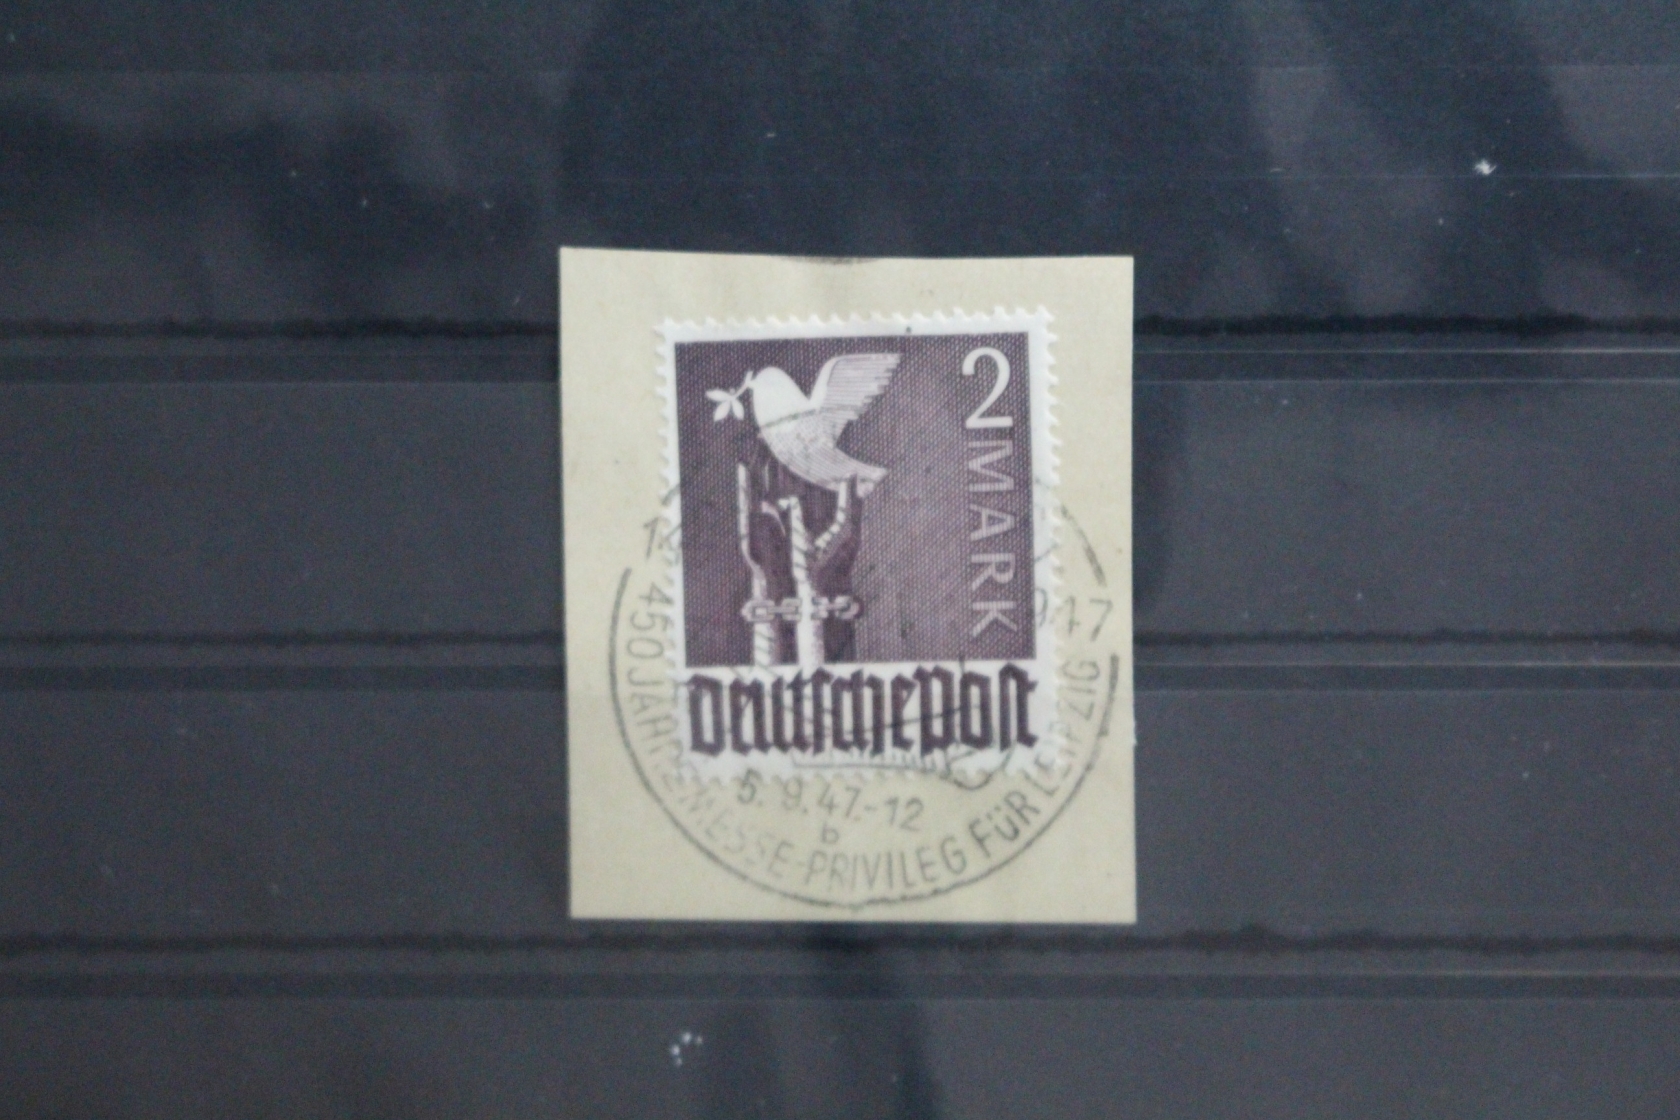 2 MARK
Deutsche Post
1947
5. 9. 47.-12
b
450 JAHRE MESSE-PRIVILEG FÜR LEIPZIG